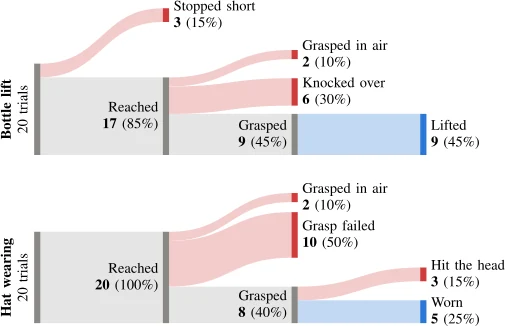 Stopped short
3 (15%)
Grasped in air
2 (10%)
Knocked over
6 (30%)
Reached
17 (85%)
Grasped
9 (45%)
Lifted
9 (45%)
Bottle lift
20 trials
Grasped in air
2 (10%)
Grasp failed
10 (50%)
Reached
20 (100%)
Hit the head
3 (15%)
Grasped
8 (40%)
Worn
5 (25%)
Hat wearing
20 trials